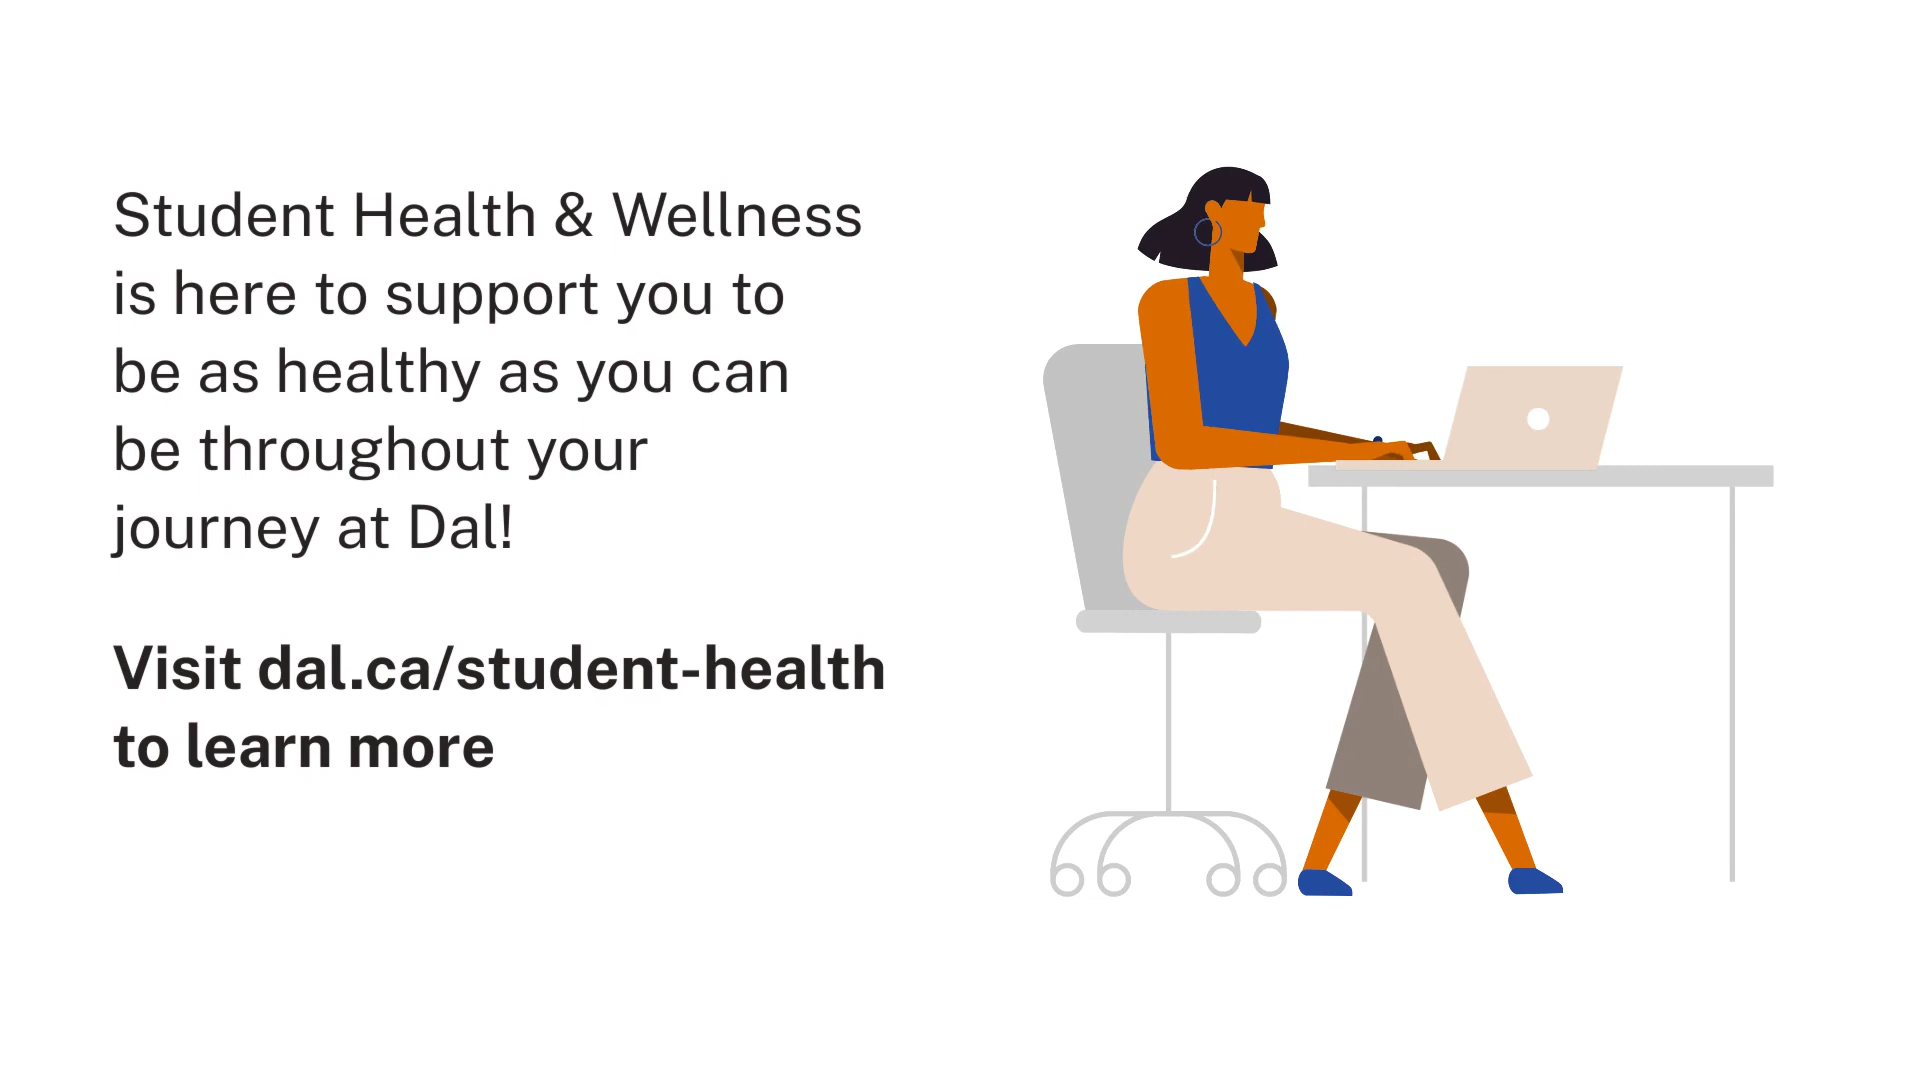 Student Health & Wellness
is here to support you to
be as healthy as you can
be throughout your
journey at Dal!
Visit dal.ca/student-health
to learn more